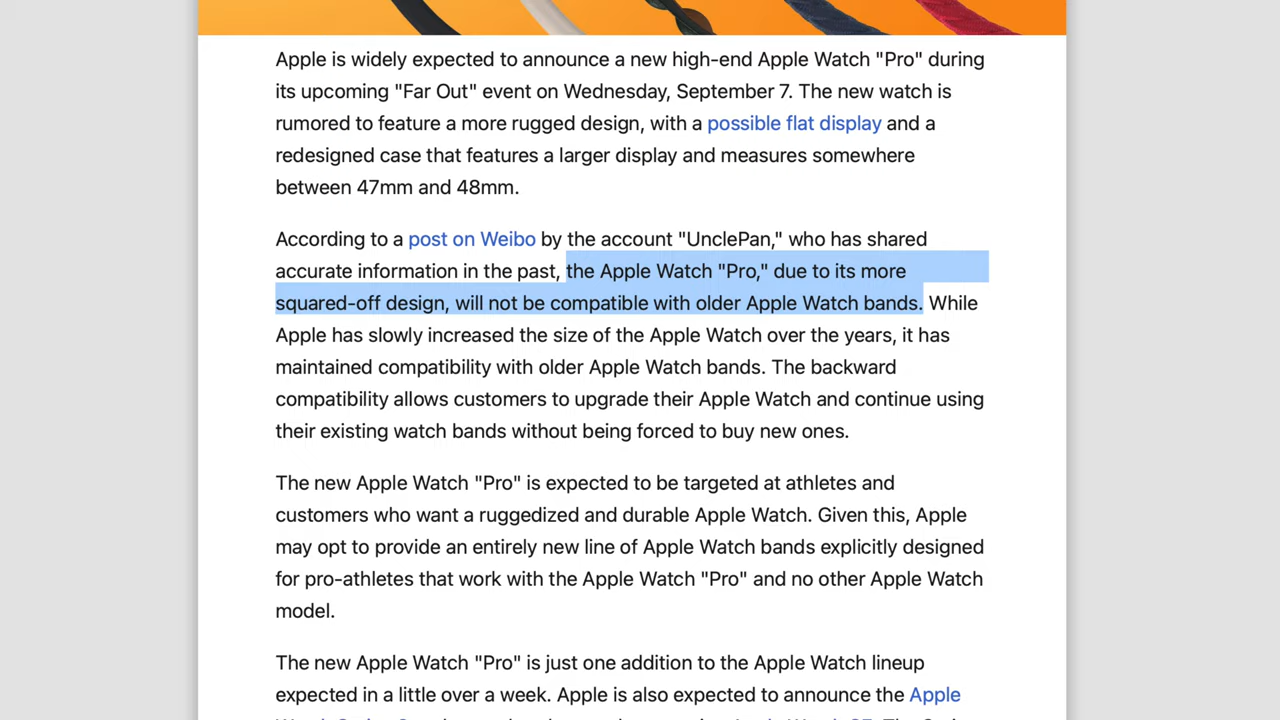 Apple is widely expected to announce a new high-end Apple Watch "Pro" during
its upcoming "Far Out" event on Wednesday, September 7. The new watch is
rumored to feature a more rugged design, with a possible flat display and a
redesigned case that features a larger display and measures somewhere
between 47mm and 48mm.
According to a post on Weibo by the account "UnclePan," who has shared
accurate information in the past, the Apple Watch "Pro," due to its more
squared-off design, will not be compatible with older Apple Watch bands. While
Apple has slowly increased the size of the Apple Watch over the years, it has
maintained compatibility with older Apple Watch bands. The backward
compatibility allows customers to upgrade their Apple Watch and continue using
their existing watch bands without being forced to buy new ones.
The new Apple Watch "Pro" is expected to be targeted at athletes and
customers who want a ruggedized and durable Apple Watch. Given this, Apple
may opt to provide an entirely new line of Apple Watch bands explicitly designed
for pro-athletes that work with the Apple Watch "Pro" and no other Apple Watch
model.
The new Apple Watch "Pro" is just one addition to the Apple Watch lineup
expected in a little over a week. Apple is also expected to announce the Apple